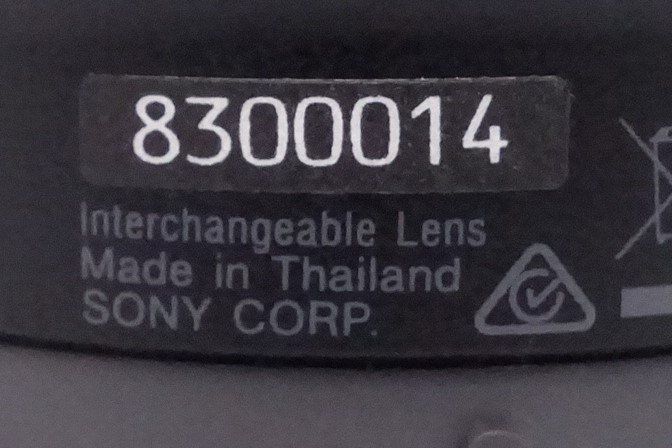 8300014
Interchangeable Lens
Made in Thailand
SONY CORP.